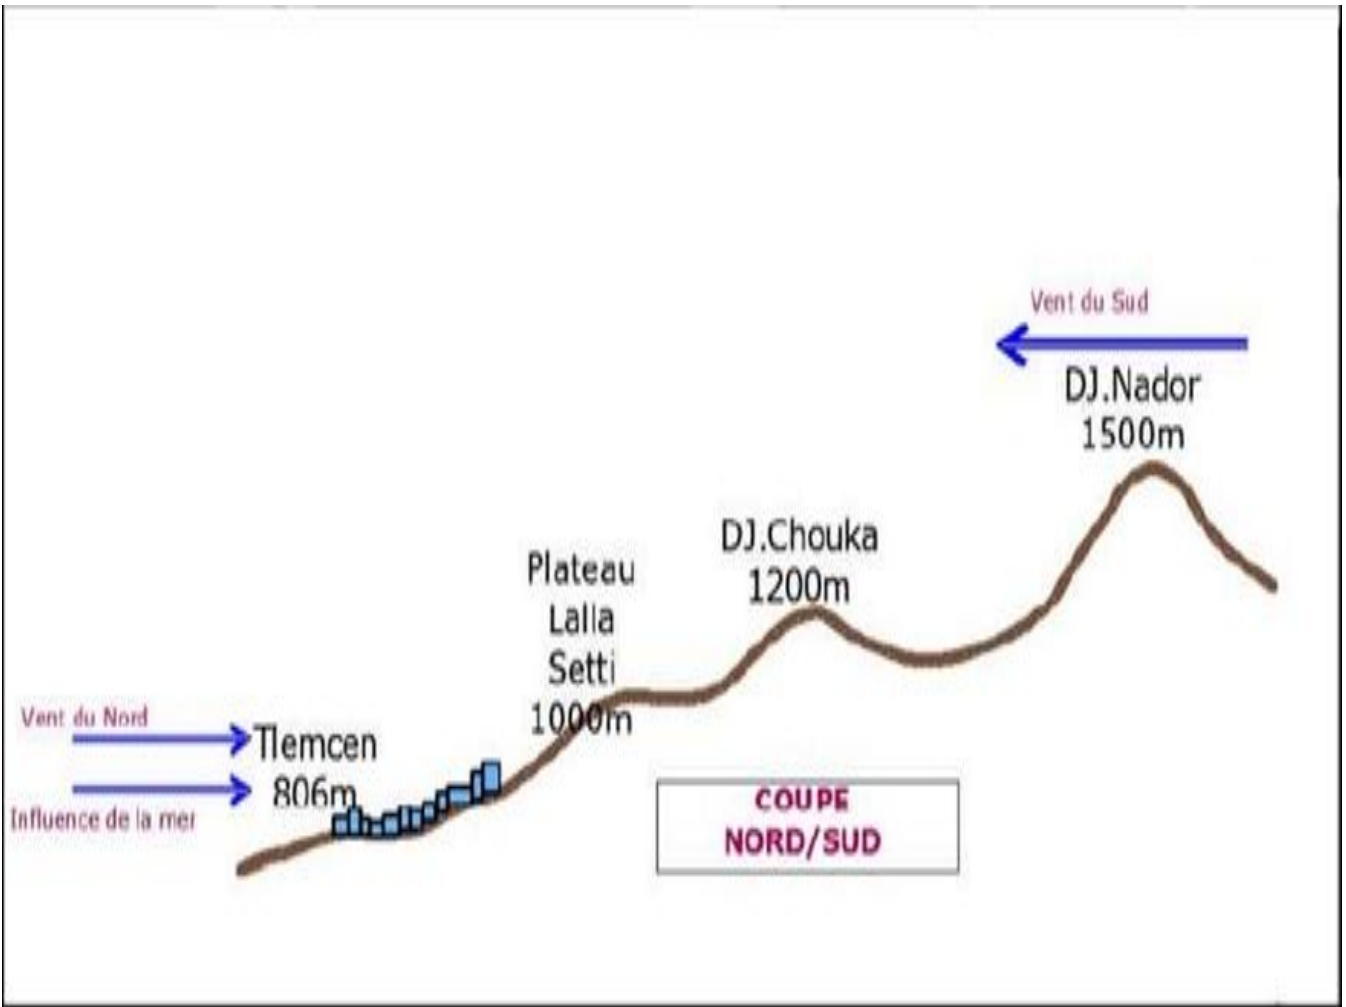 Vent du Sud
DJ.Nador
1500m
DJ.Chouka
1200m
Plateau
Lalla
Setti
1000m
Vent du Nord
Tlemcen
806m
Influence de la mer
COUPE
NORD/SUD